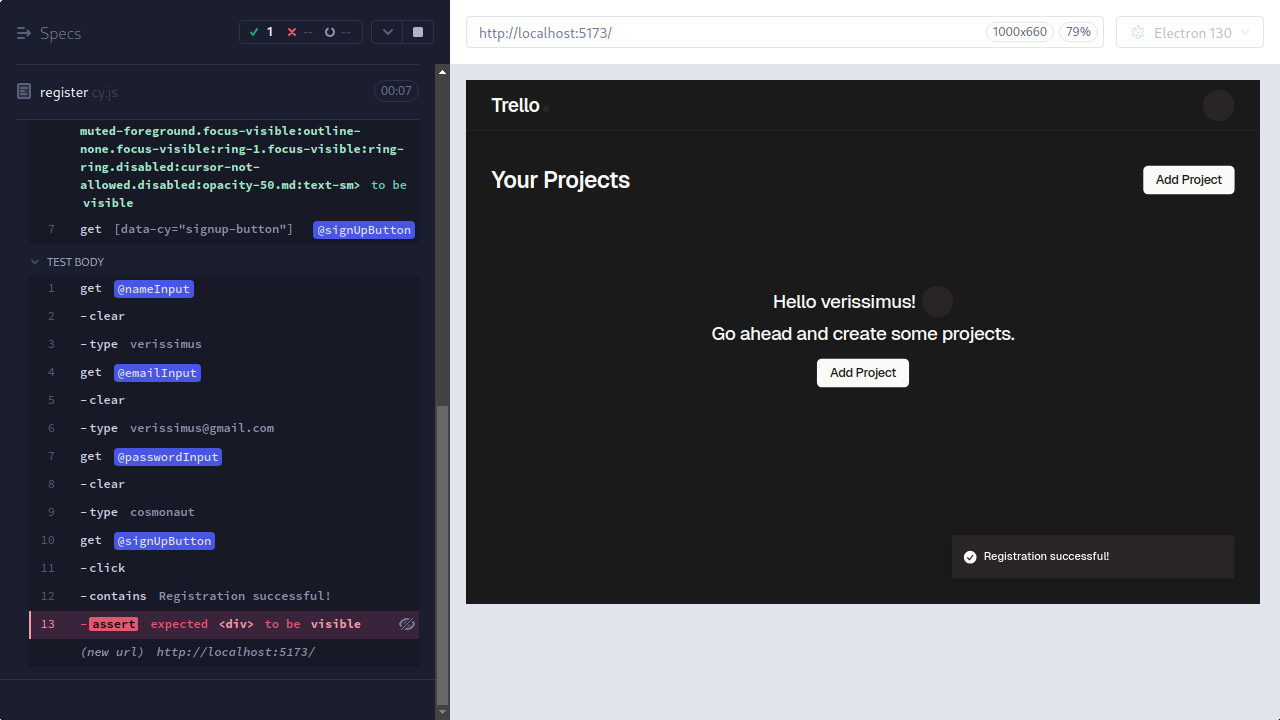 Specs
1 -- --
register.cy.js 00:07
muted-foreground.focus-visible:outline-
none.focus-visible:ring-1.focus-visible:ring-
ring.disabled:cursor-not-
allowed.disabled:opacity-50.md:text-sm> to be
visible
7 get [data-cy="signup-button"] @signUpButton
TEST BODY
1 get @nameInput
2 -clear
3 -type verissimus
4 get @emailInput
5 -clear
6 -type verissimus@gmail.com
7 get @passwordInput
8 -clear
9 -type cosmonaut
10 get @signUpButton
11 -click
12 -contains Registration successful!
13 -assert expected <div> to be visible
(new url) http://localhost:5173/
http://localhost:5173/ 1000x660 79% Electron 130
Trello
Your Projects Add Project
Hello verissimus!
Go ahead and create some projects.
Add Project
Registration successful!